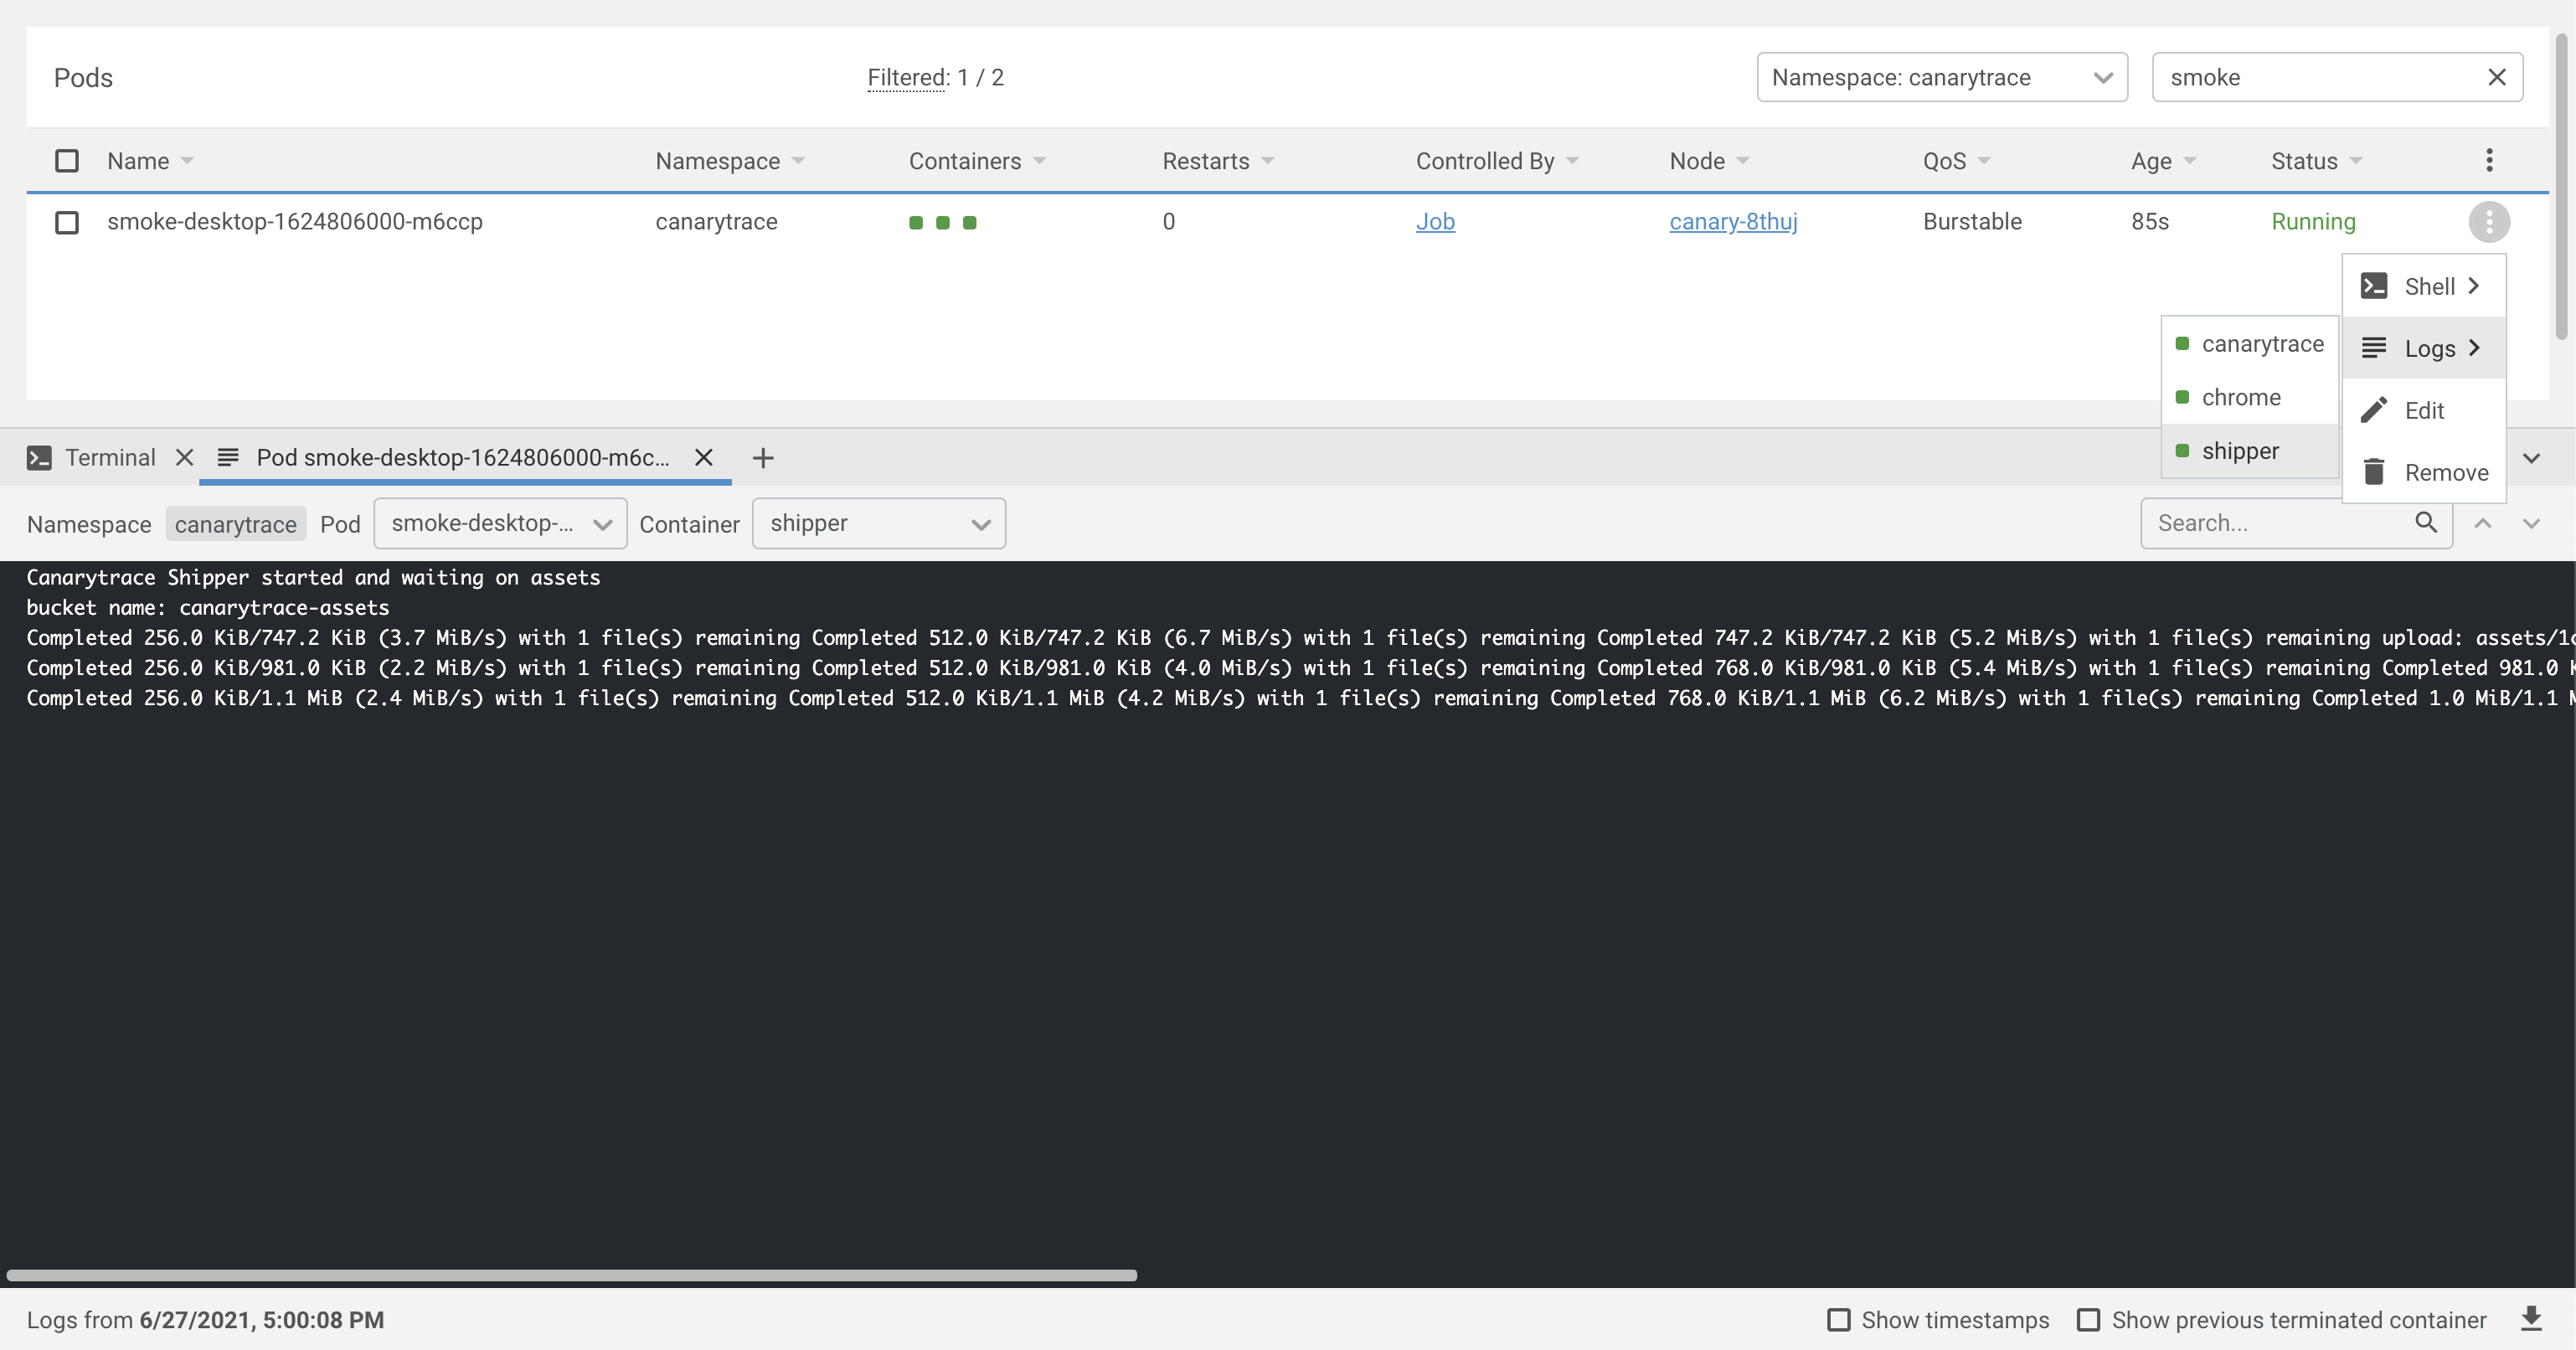 Pods Filtered: 1 / 2 Namespace: canarytrace smoke
Name Namespace Containers Restarts Controlled By Node QoS Age Status
smoke-desktop-1624806000-m6ccp canarytrace 0 Job canary-8thuj Burstable 85s Running
Shell
canarytrace Logs
chrome Edit
shipper Remove
Terminal Pod smoke-desktop-1624806000-m6c...
Namespace canarytrace Pod smoke-desktop-... Container shipper Search...
Canarytrace Shipper started and waiting on assets
bucket name: canarytrace-assets
Completed 256.0 KiB/747.2 KiB (3.7 MiB/s) with 1 file(s) remaining Completed 512.0 KiB/747.2 KiB (6.7 MiB/s) with 1 file(s) remaining Completed 747.2 KiB/747.2 KiB (5.2 MiB/s) with 1 file(s) remaining upload: assets/1
Completed 256.0 KiB/981.0 KiB (2.2 MiB/s) with 1 file(s) remaining Completed 512.0 KiB/981.0 KiB (4.0 MiB/s) with 1 file(s) remaining Completed 768.0 KiB/981.0 KiB (5.4 MiB/s) with 1 file(s) remaining Completed 981.0 K
Completed 256.0 KiB/1.1 MiB (2.4 MiB/s) with 1 file(s) remaining Completed 512.0 KiB/1.1 MiB (4.2 MiB/s) with 1 file(s) remaining Completed 768.0 KiB/1.1 MiB (6.2 MiB/s) with 1 file(s) remaining Completed 1.0 MiB/1.1 M
Logs from 6/27/2021, 5:00:08 PM Show timestamps Show previous terminated container